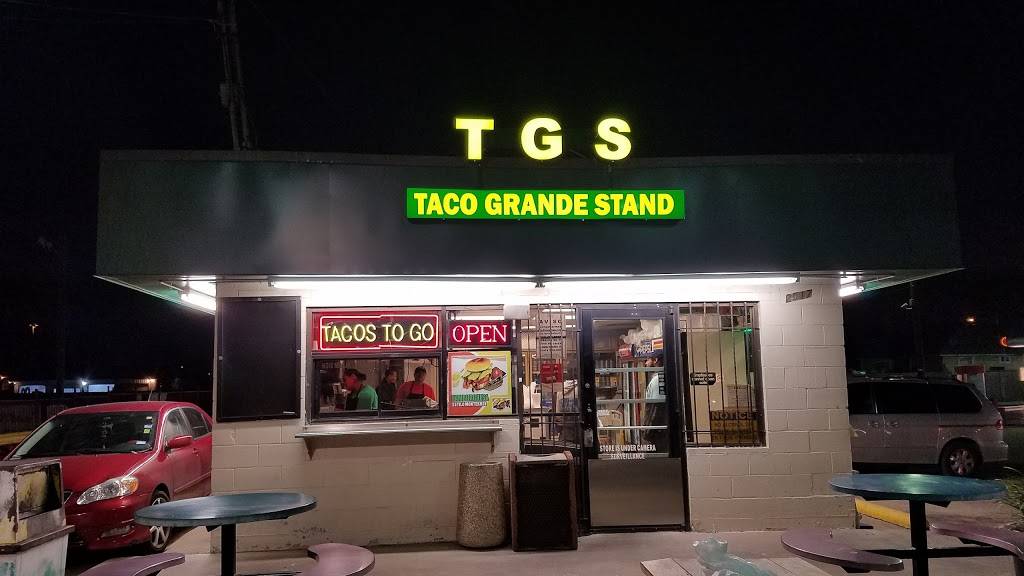 TGS
TACO GRANDE STAND
TACOS TO GO
OPEN
STORE IS UNDER CAMERA
SURVEILLANCE
NOTICE